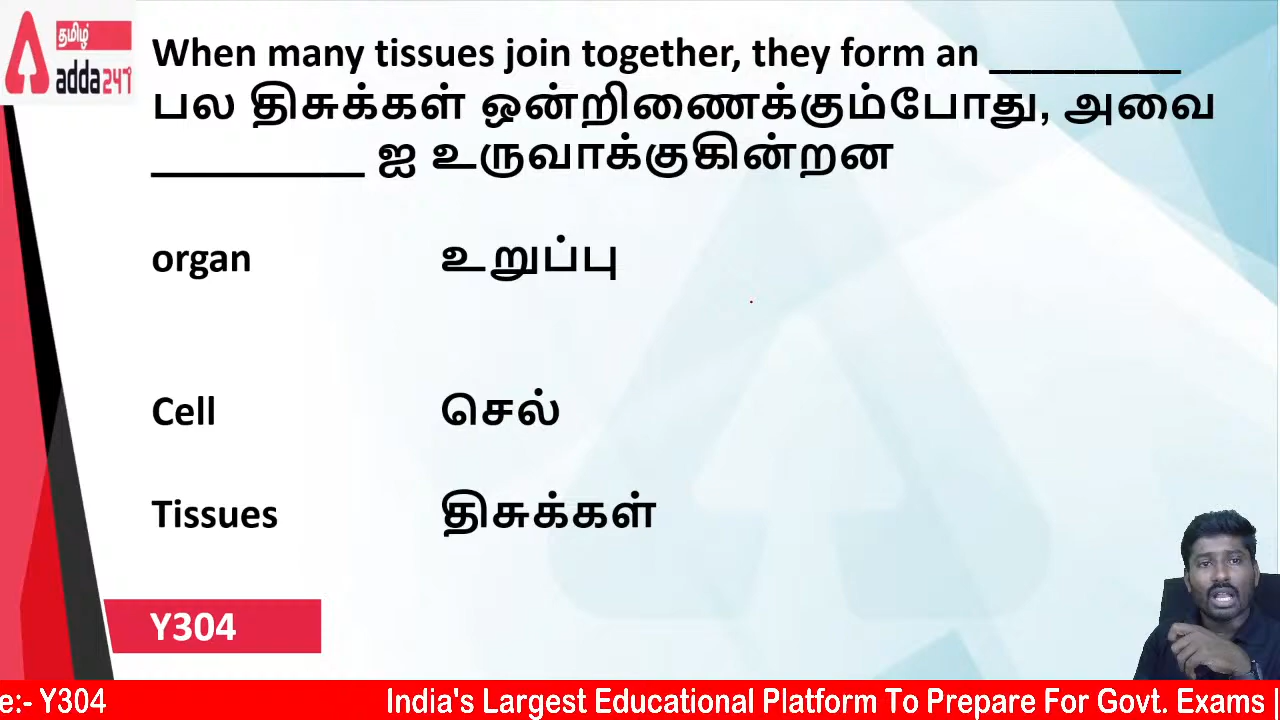 தமிழ்
adda247
When many tissues join together, they form an _________
பல திசுக்கள் ஒன்றிணைக்கும்போது, அவை
_________ ஐ உருவாக்குகின்றன
organ உறுப்பு
Cell செல்
Tissues திசுக்கள்
Y304
e:- Y304 India's Largest Educational Platform To Prepare For Govt. Exams |